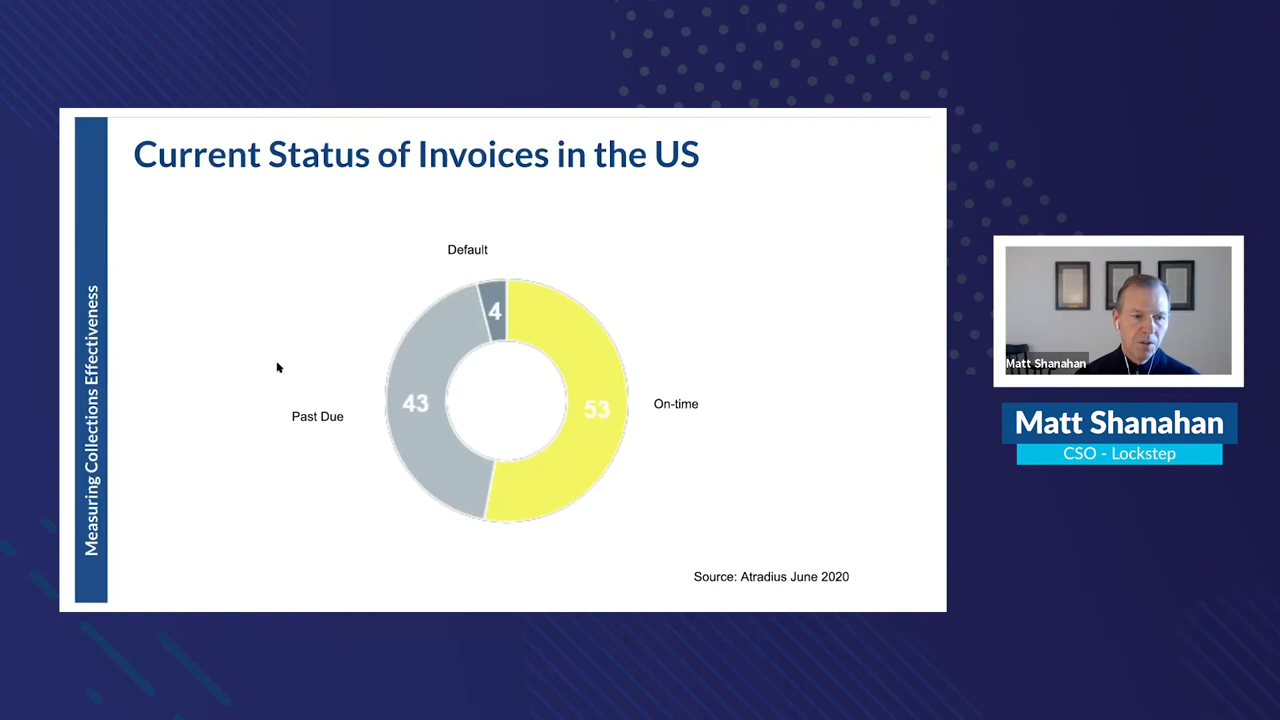 Current Status of Invoices in the US
Measuring Collections Effectiveness
Default
4
43
53
Past Due
On-time
Source: Atradius June 2020
Matt Shanahan
Matt Shanahan
CSO - Lockstep